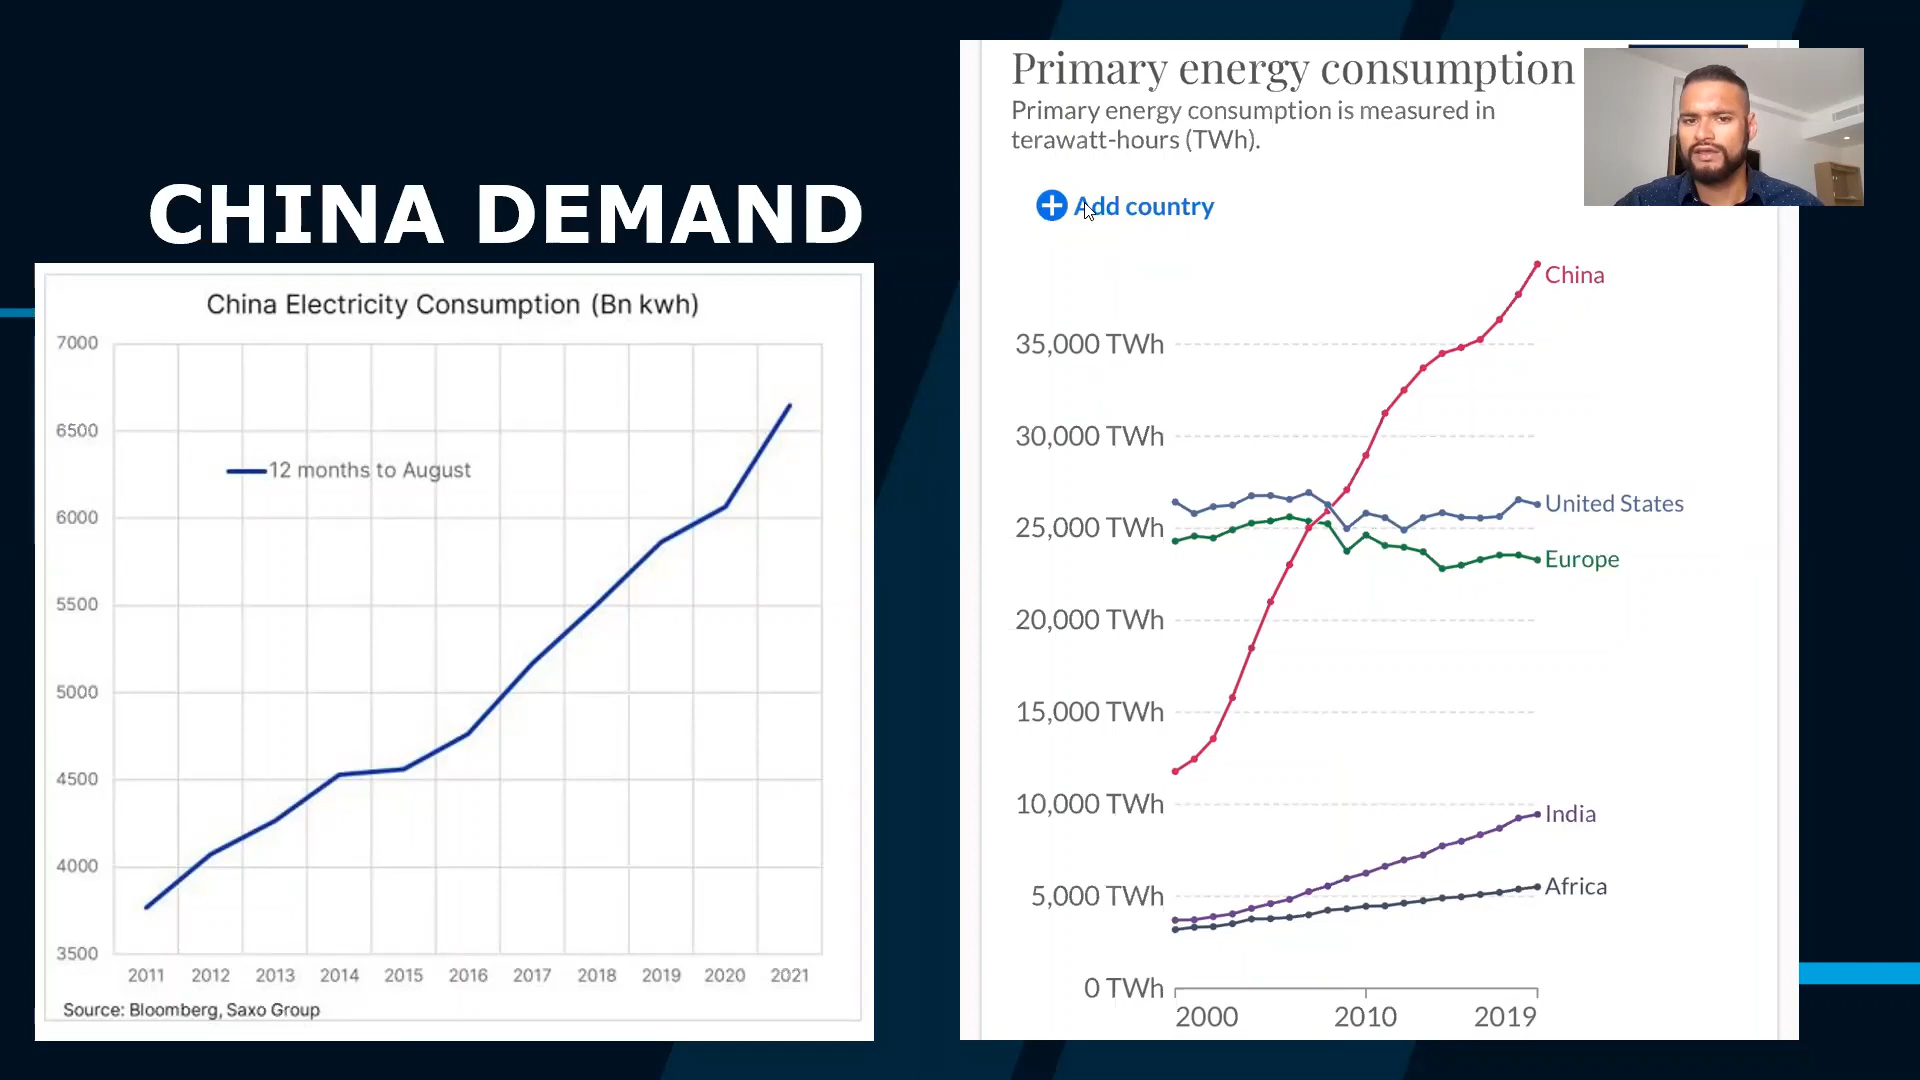 CHINA DEMAND
China Electricity Consumption (Bn kwh)
7000
6500
12 months to August
6000
5500
5000
4500
4000
3500
2011 2012 2013 2014 2015 2016 2017 2018 2019 2020 2021
Source: Bloomberg, Saxo Group
Primary energy consumption
Primary energy consumption is measured in
terawatt-hours (TWh).
Add country
China
35,000 TWh
30,000 TWh
United States
25,000 TWh
Europe
20,000 TWh
15,000 TWh
10,000 TWh
India
5,000 TWh
Africa
0 TWh
2000 2010 2019